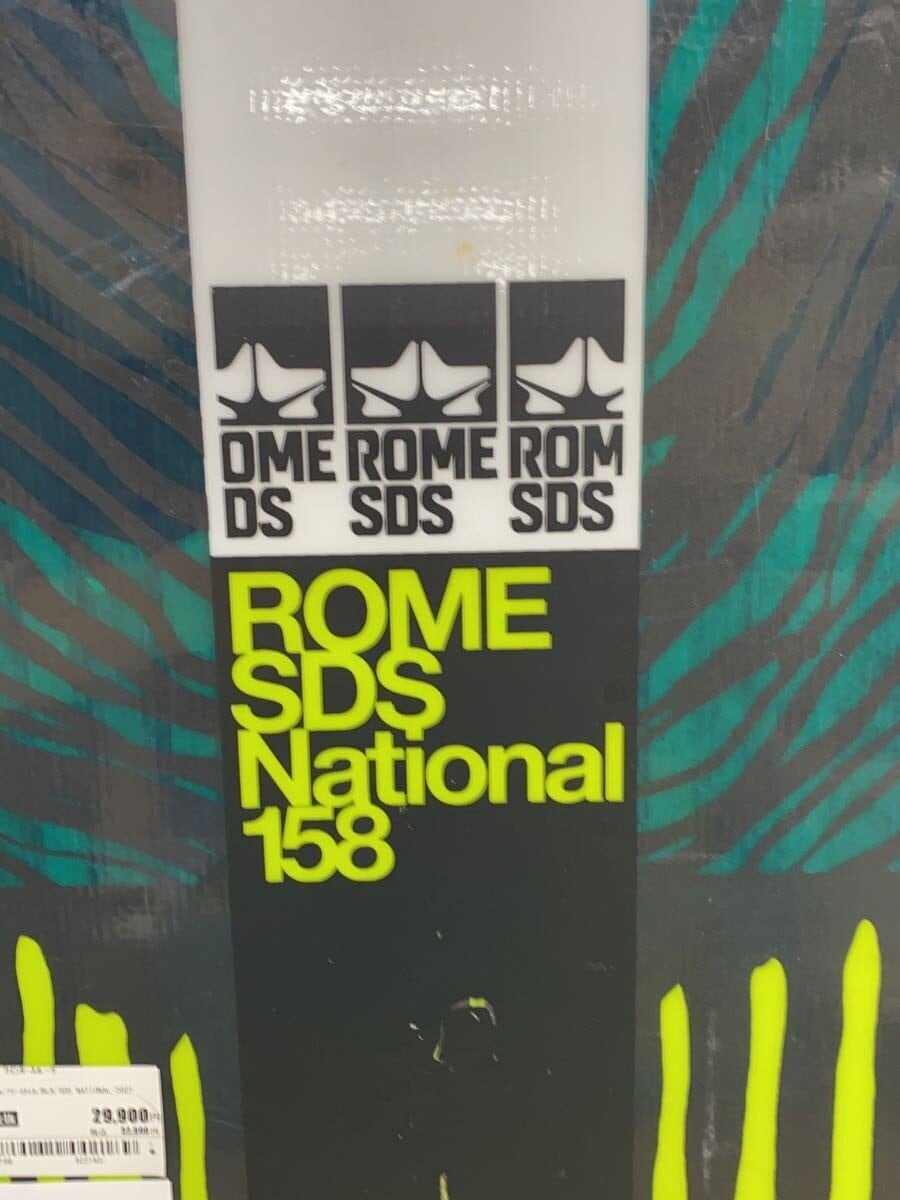 OME ROME ROM
DS SDS SDS
ROME
SDS
National
158
29,900